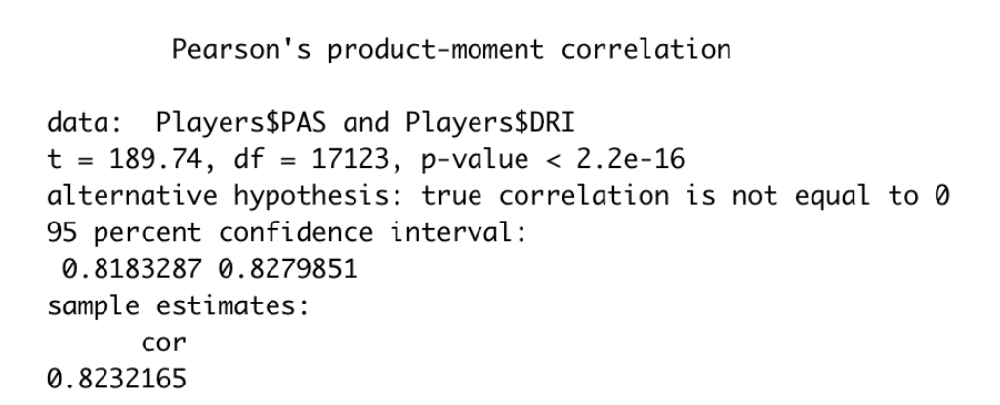 Pearson's product-moment correlation
data:  Players$PAS and Players$DRI
t = 189.74, df = 17123, p-value < 2.2e-16
alternative hypothesis: true correlation is not equal to 0
95 percent confidence interval:
0.8183287 0.8279851
sample estimates:
cor
0.8232165